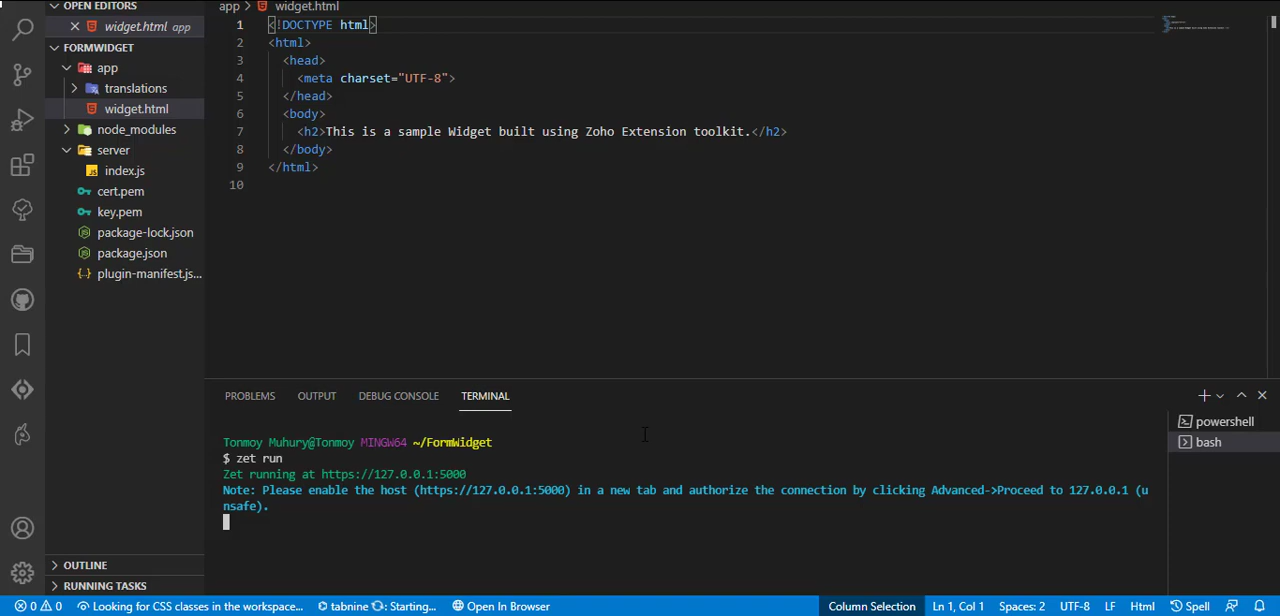 OPEN EDITORS
widget.html app
FORMWIDGET
app
translations
widget.html
node_modules
server
index.js
cert.pem
key.pem
package-lock.json
package.json
plugin-manifest.js...
OUTLINE
RUNNING TASKS
app > widget.html
1 <!DOCTYPE html>
2 <html>
3 <head>
4 <meta charset="UTF-8">
5 </head>
6 <body>
7 <h2>This is a sample Widget built using Zoho Extension toolkit.</h2>
8 </body>
9 </html>
10
PROBLEMS OUTPUT DEBUG CONSOLE TERMINAL
Tonmoy Muhury@Tonmoy MINGW64 ~/FormWidget
$ zet run
Zet running at https://127.0.0.1:5000
Note: Please enable the host (https://127.0.0.1:5000) in a new tab and authorize the connection by clicking Advanced->Proceed to 127.0.0.1 (u
nsafe).
powershell
bash
0 0 Looking for CSS classes in the workspace... tabnine Starting... Open In Browser Column Selection Ln 1, Col 1 Spaces: 2 UTF-8 LF Html Spell